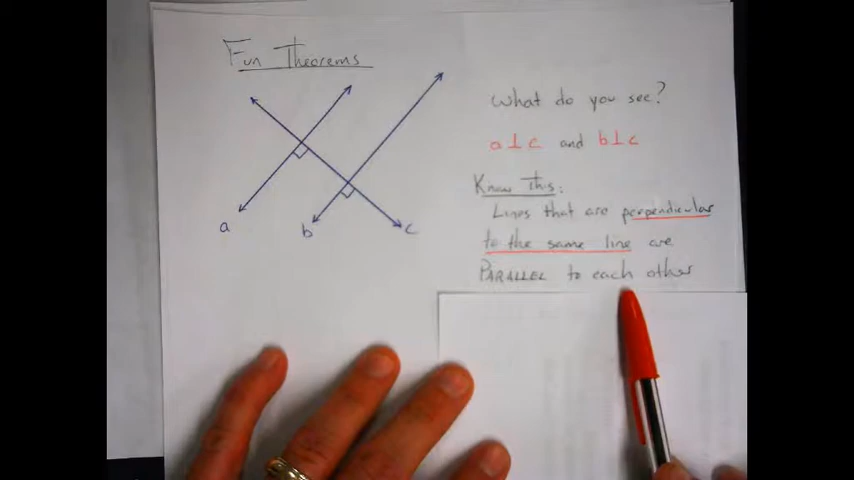 Fun Theorems
What do you see?
a ⊥ c and b ⊥ c
Know This:
Lines that are perpendicular
to the same line are
PARALLEL to each other
a
b
c